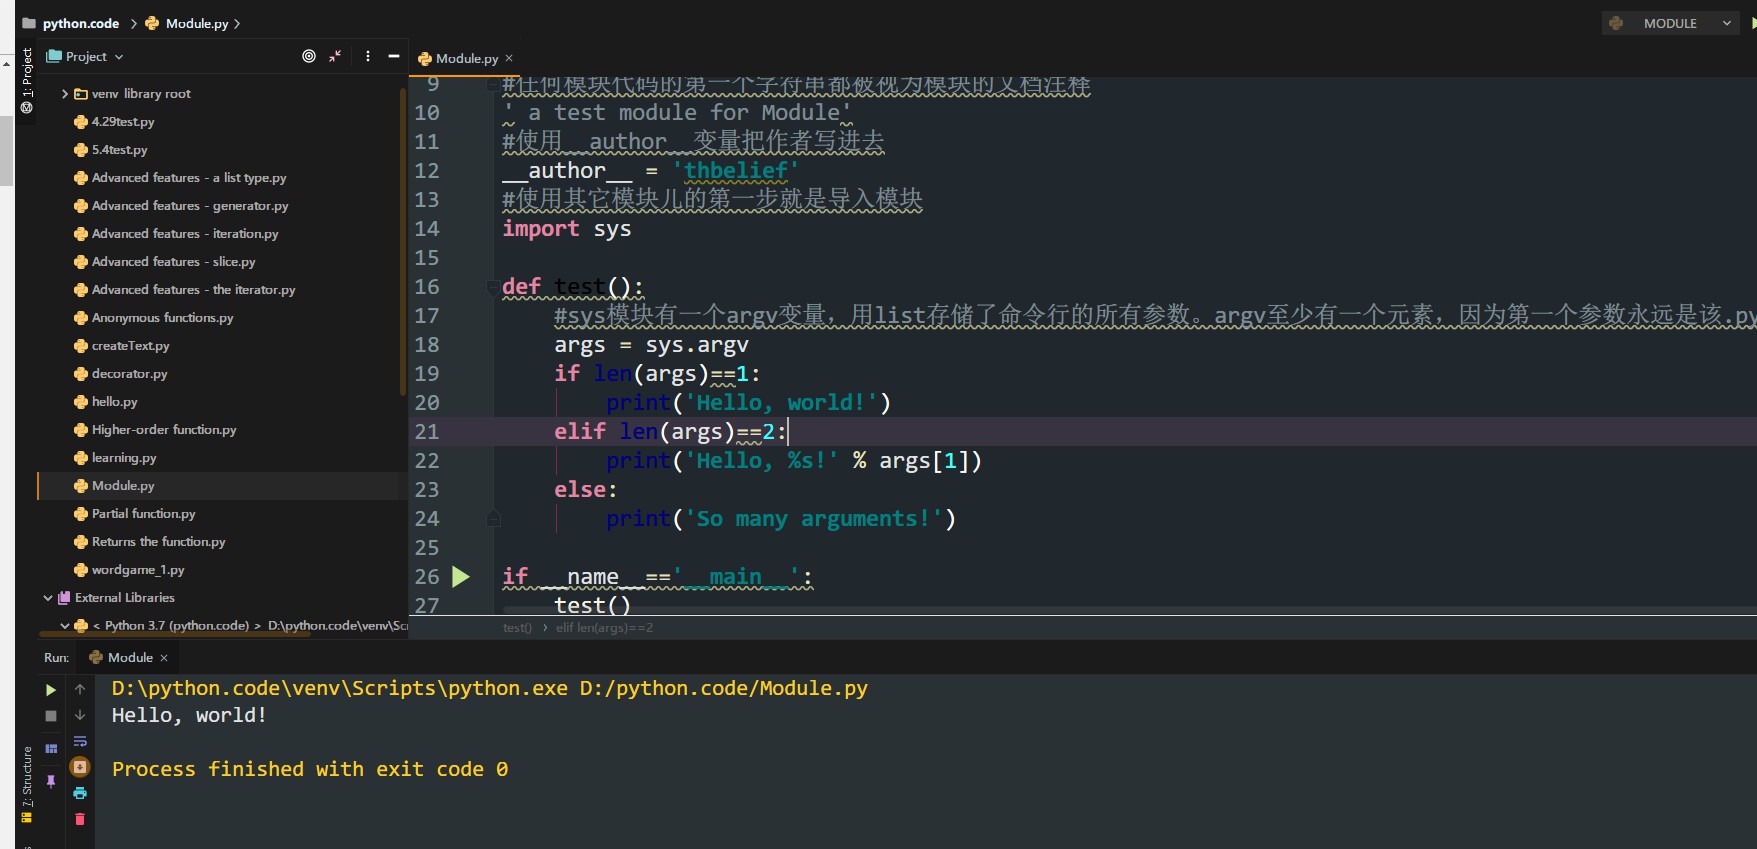 python.code
Module.py
MODULE
1: Project
Project
venv library root
4.29test.py
5.4test.py
Advanced features - a list type.py
Advanced features - generator.py
Advanced features - iteration.py
Advanced features - slice.py
Advanced features - the iterator.py
Anonymous functions.py
createText.py
decorator.py
hello.py
Higher-order function.py
learning.py
Module.py
Partial function.py
Returns the function.py
wordgame_1.py
External Libraries
< Python 3.7 (python.code) > D:\python.code\venv\Scr
Module.py
9 #任何模块代码的第一个字符串都被视为模块的文档注释
10 ' a test module for Module'
11 #使用__author__变量把作者写进去
12 __author__ = 'thbelief'
13 #使用其它模块儿的第一步就是导入模块
14 import sys
15
16 def test():
17 #sys模块有一个argv变量，用list存储了命令行的所有参数。argv至少有一个元素，因为第一个参数永远是该.py
18 args = sys.argv
19 if len(args)==1:
20 print('Hello, world!')
21 elif len(args)==2:
22 print('Hello, %s!' % args[1])
23 else:
24 print('So many arguments!')
25
26 if __name__=='__main__':
27 test()
test() > elif len(args)==2
Run: Module
D:\python.code\venv\Scripts\python.exe D:/python.code/Module.py
Hello, world!
Process finished with exit code 0
7: Structure